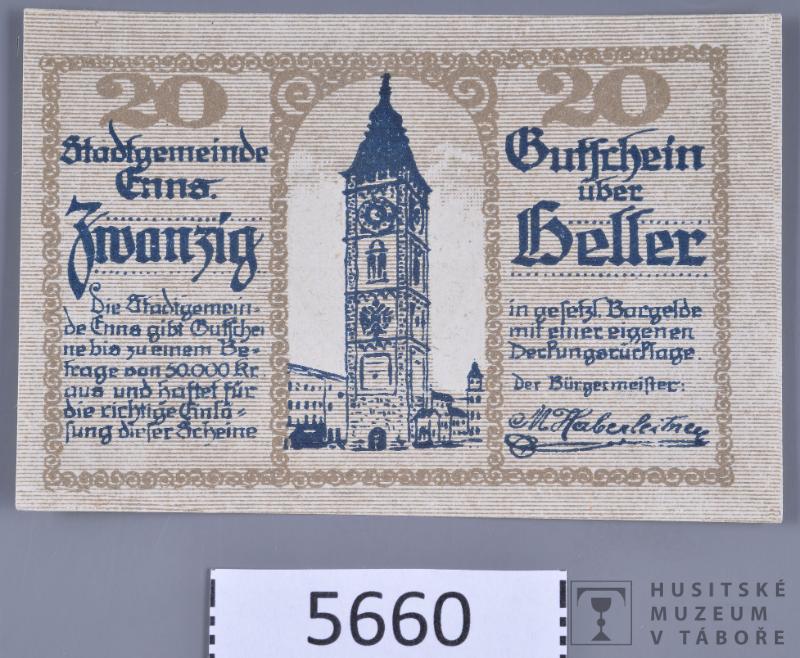 20
Stadtgemeinde
Enns.
Zwanzig
Die Stadtgemein-
de Enns gibt Gutschei
ne bis zu einem Be-
trage von 50.000 Kr.
aus und haftet für
die richtige Einlö-
sung dieser Scheine
20
Gutschein
über
Heller
in gesetzl. Bargelde
mit einer eigenen
Deckungsrücklage.
Der Bürgermeister:
M Haberleitner
5660
HUSITSKÉ
MUZEUM
V TÁBOŘE